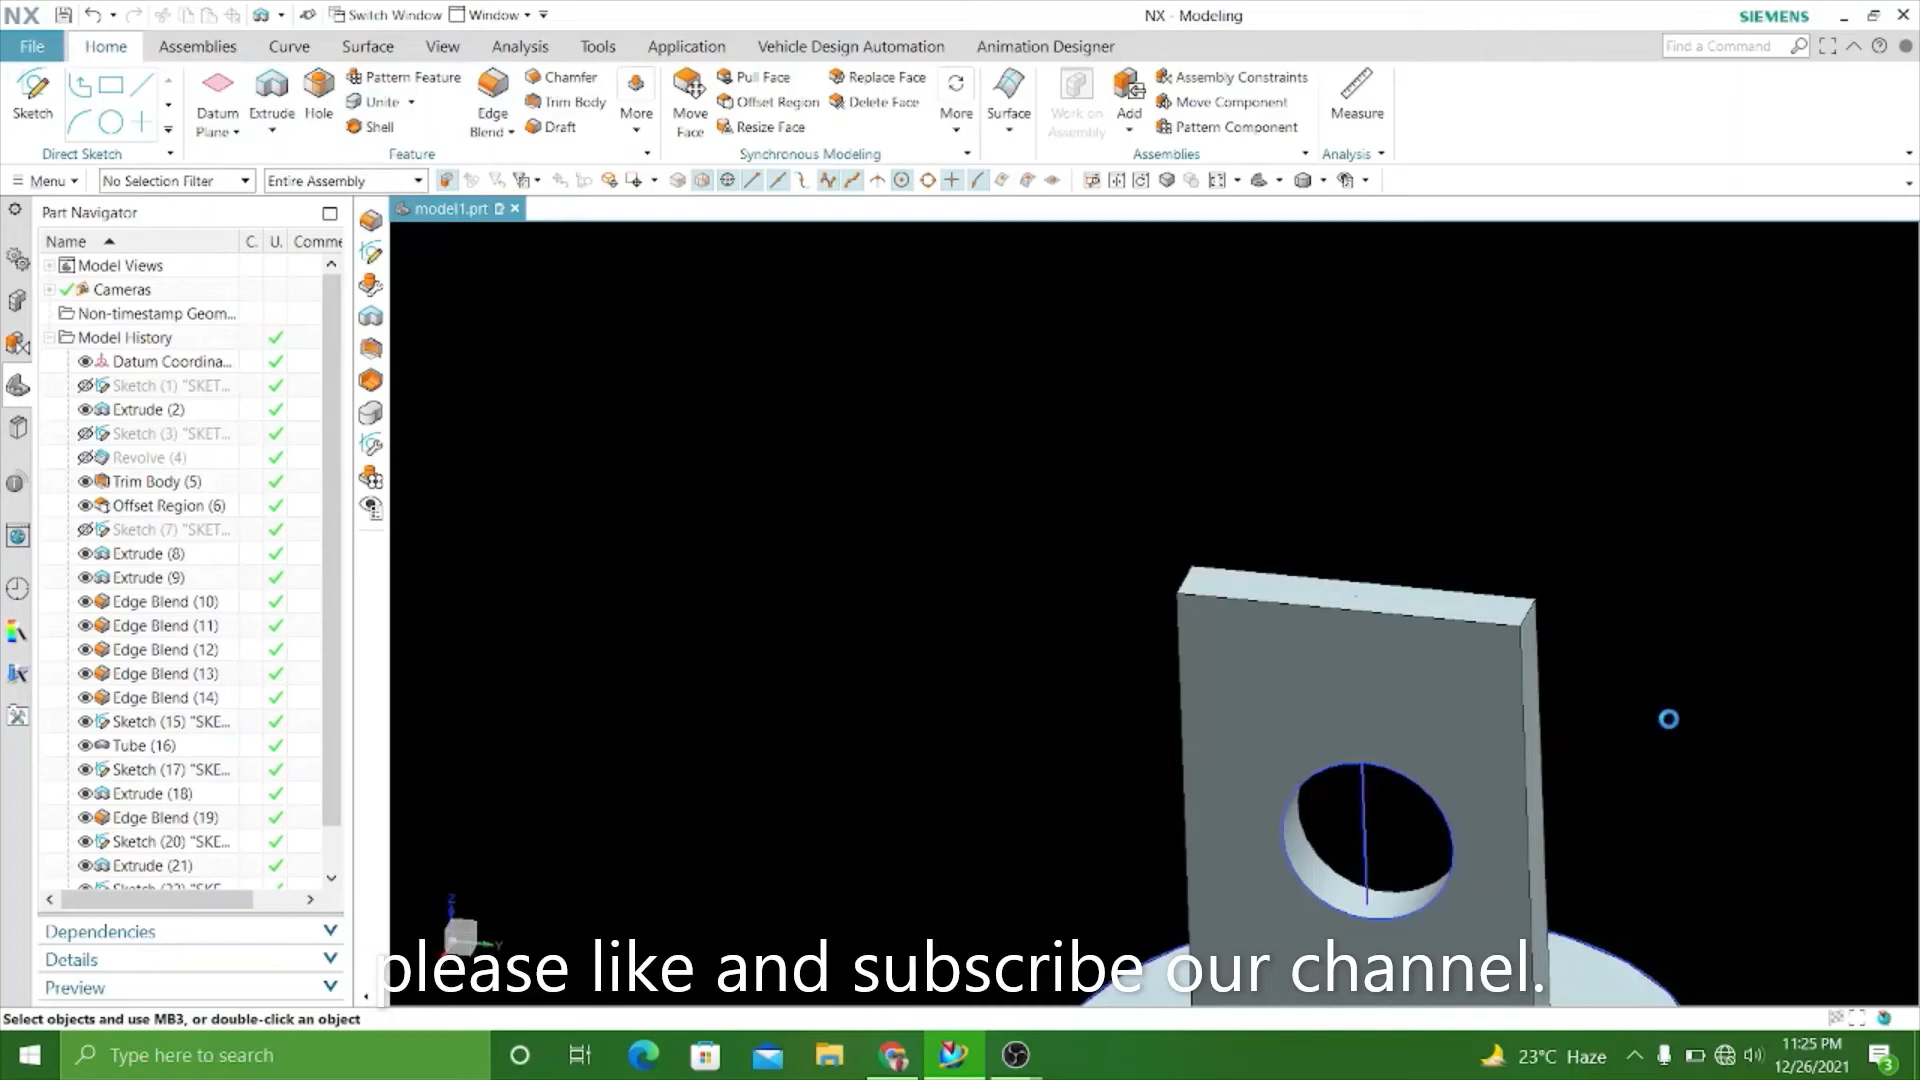 NX
Switch Window
Window
NX - Modeling
SIEMENS
File
Home
Assemblies
Curve
Surface
View
Analysis
Tools
Application
Vehicle Design Automation
Animation Designer
Find a Command
Sketch
Direct Sketch
Datum Plane
Extrude
Hole
Pattern Feature
Unite
Shell
Edge Blend
Chamfer
Trim Body
Draft
More
Feature
Move Face
Pull Face
Offset Region
Resize Face
Replace Face
Delete Face
More
Synchronous Modeling
Surface
Work on Assembly
Add
Assembly Constraints
Move Component
Pattern Component
Assemblies
Measure
Analysis
Menu
No Selection Filter
Entire Assembly
Part Navigator
model1.prt
Name
C.
U.
Comme
Model Views
Cameras
Non-timestamp Geom...
Model History
Datum Coordina...
Sketch (1) "SKET...
Extrude (2)
Sketch (3) "SKET...
Revolve (4)
Trim Body (5)
Offset Region (6)
Sketch (7) "SKET...
Extrude (8)
Extrude (9)
Edge Blend (10)
Edge Blend (11)
Edge Blend (12)
Edge Blend (13)
Edge Blend (14)
Sketch (15) "SKE...
Tube (16)
Sketch (17) "SKE...
Extrude (18)
Edge Blend (19)
Sketch (20) "SKE...
Extrude (21)
Dependencies
Details
Preview
Z
Y
please like and subscribe our channel.
Select objects and use MB3, or double-click an object
Type here to search
23°C Haze
11:25 PM
12/26/2021
3